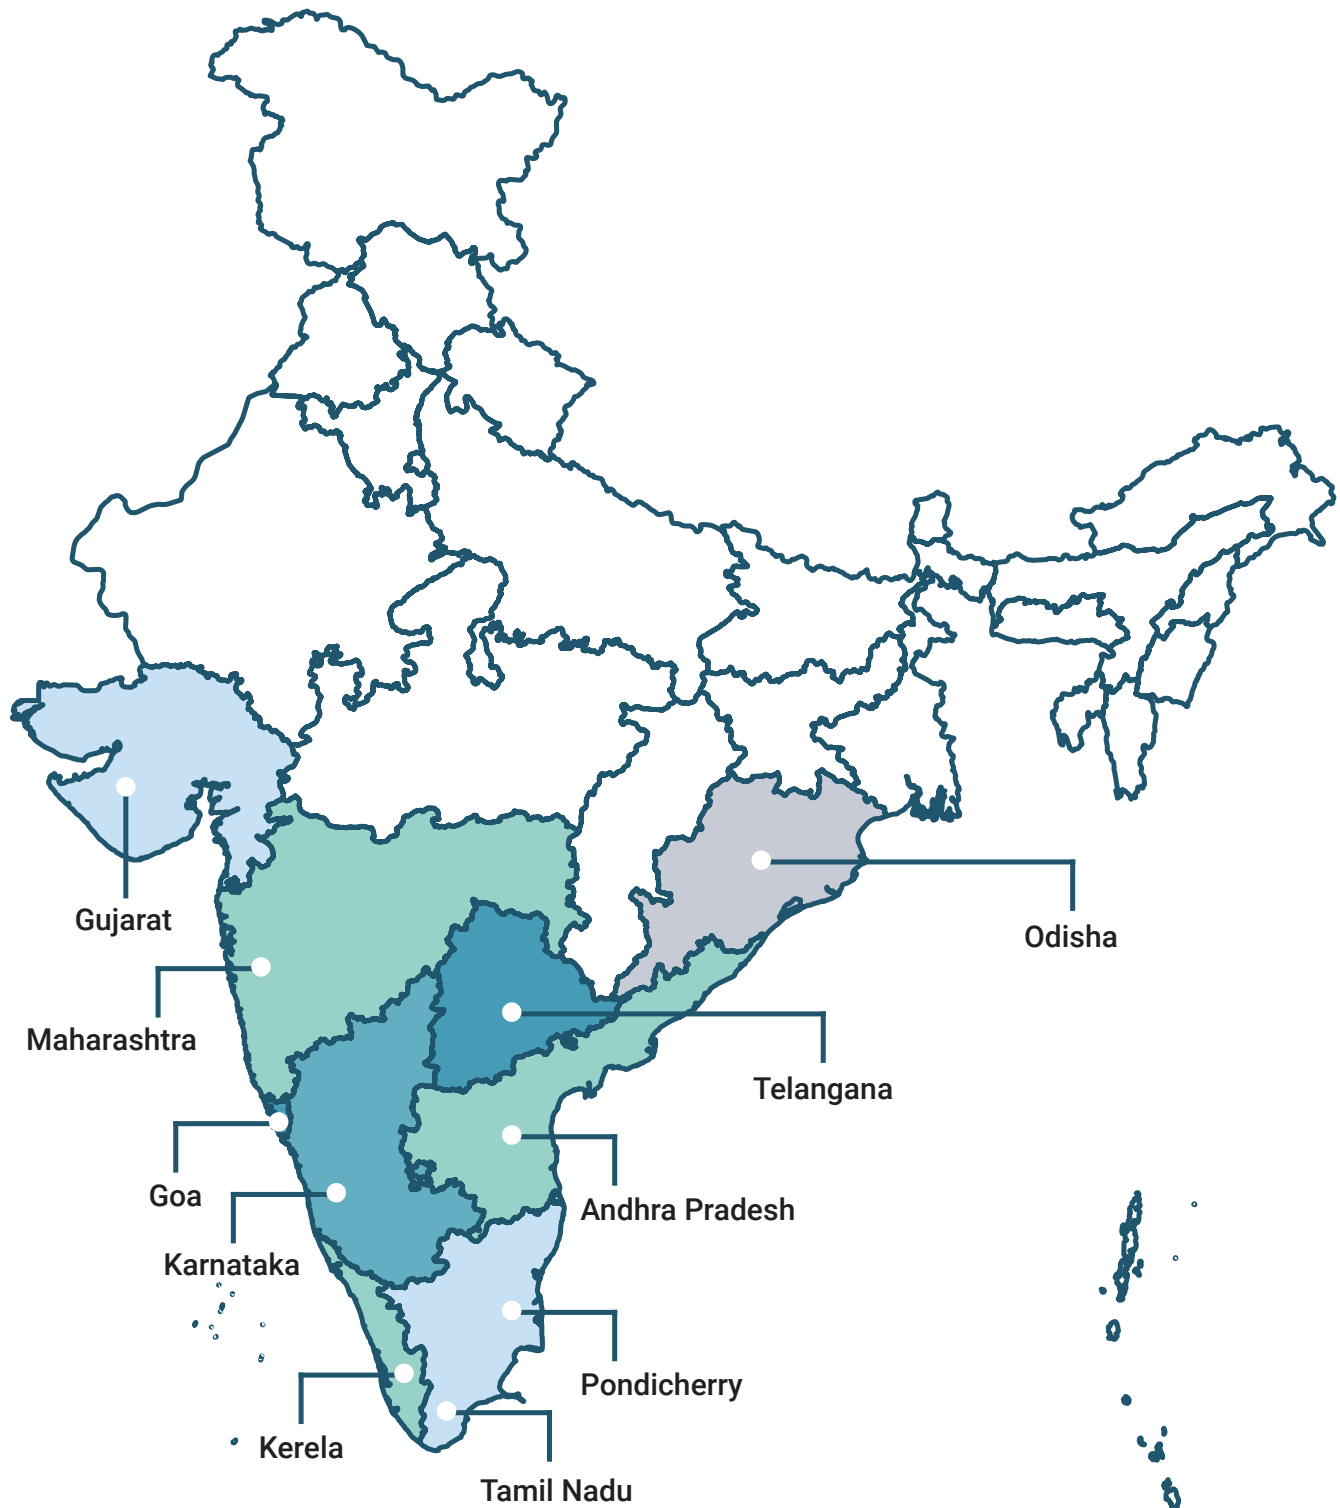 Gujarat
Odisha
Maharashtra
Telangana
Goa
Andhra Pradesh
Karnataka
Pondicherry
Kerela
Tamil Nadu